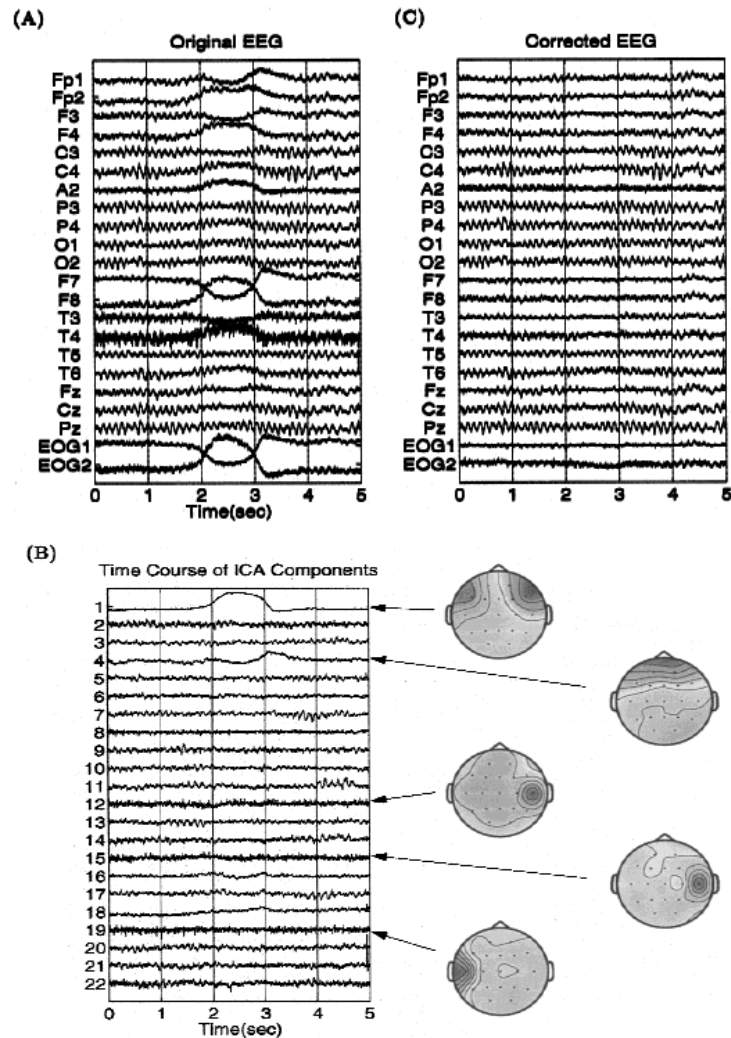 (A)
Original EEG
Fp1
Fp2
F3
F4
C3
C4
A2
P3
P4
O1
O2
F7
F8
T3
T4
T5
T6
Fz
Cz
Pz
EOG1
EOG2
0 1 2 3 4 5
Time(sec)
(C)
Corrected EEG
Fp1
Fp2
F3
F4
C3
C4
A2
P3
P4
O1
O2
F7
F8
T3
T4
T5
T6
Fz
Cz
Pz
EOG1
EOG2
0 1 2 3 4 5
Time(sec)
(B)
Time Course of ICA Components
1
2
3
4
5
6
7
8
9
10
11
12
13
14
15
16
17
18
19
20
21
22
0 1 2 3 4 5
Time(sec)